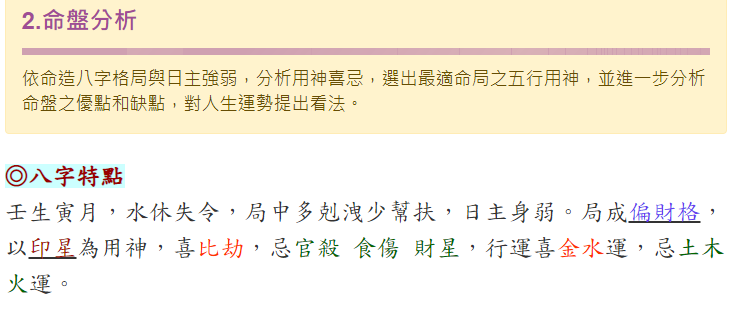 2.命盤分析
依命造八字格局與日主強弱，分析用神喜忌，選出最適命局之五行用神，並進一步分析
命盤之優點和缺點，對人生運勢提出看法。
◎八字特點
壬生寅月，水休失令，局中多剋洩少幫扶，日主身弱。局成偏財格，
以印星為用神，喜比劫，忌官殺 食傷 財星，行運喜金水運，忌土木
火運。